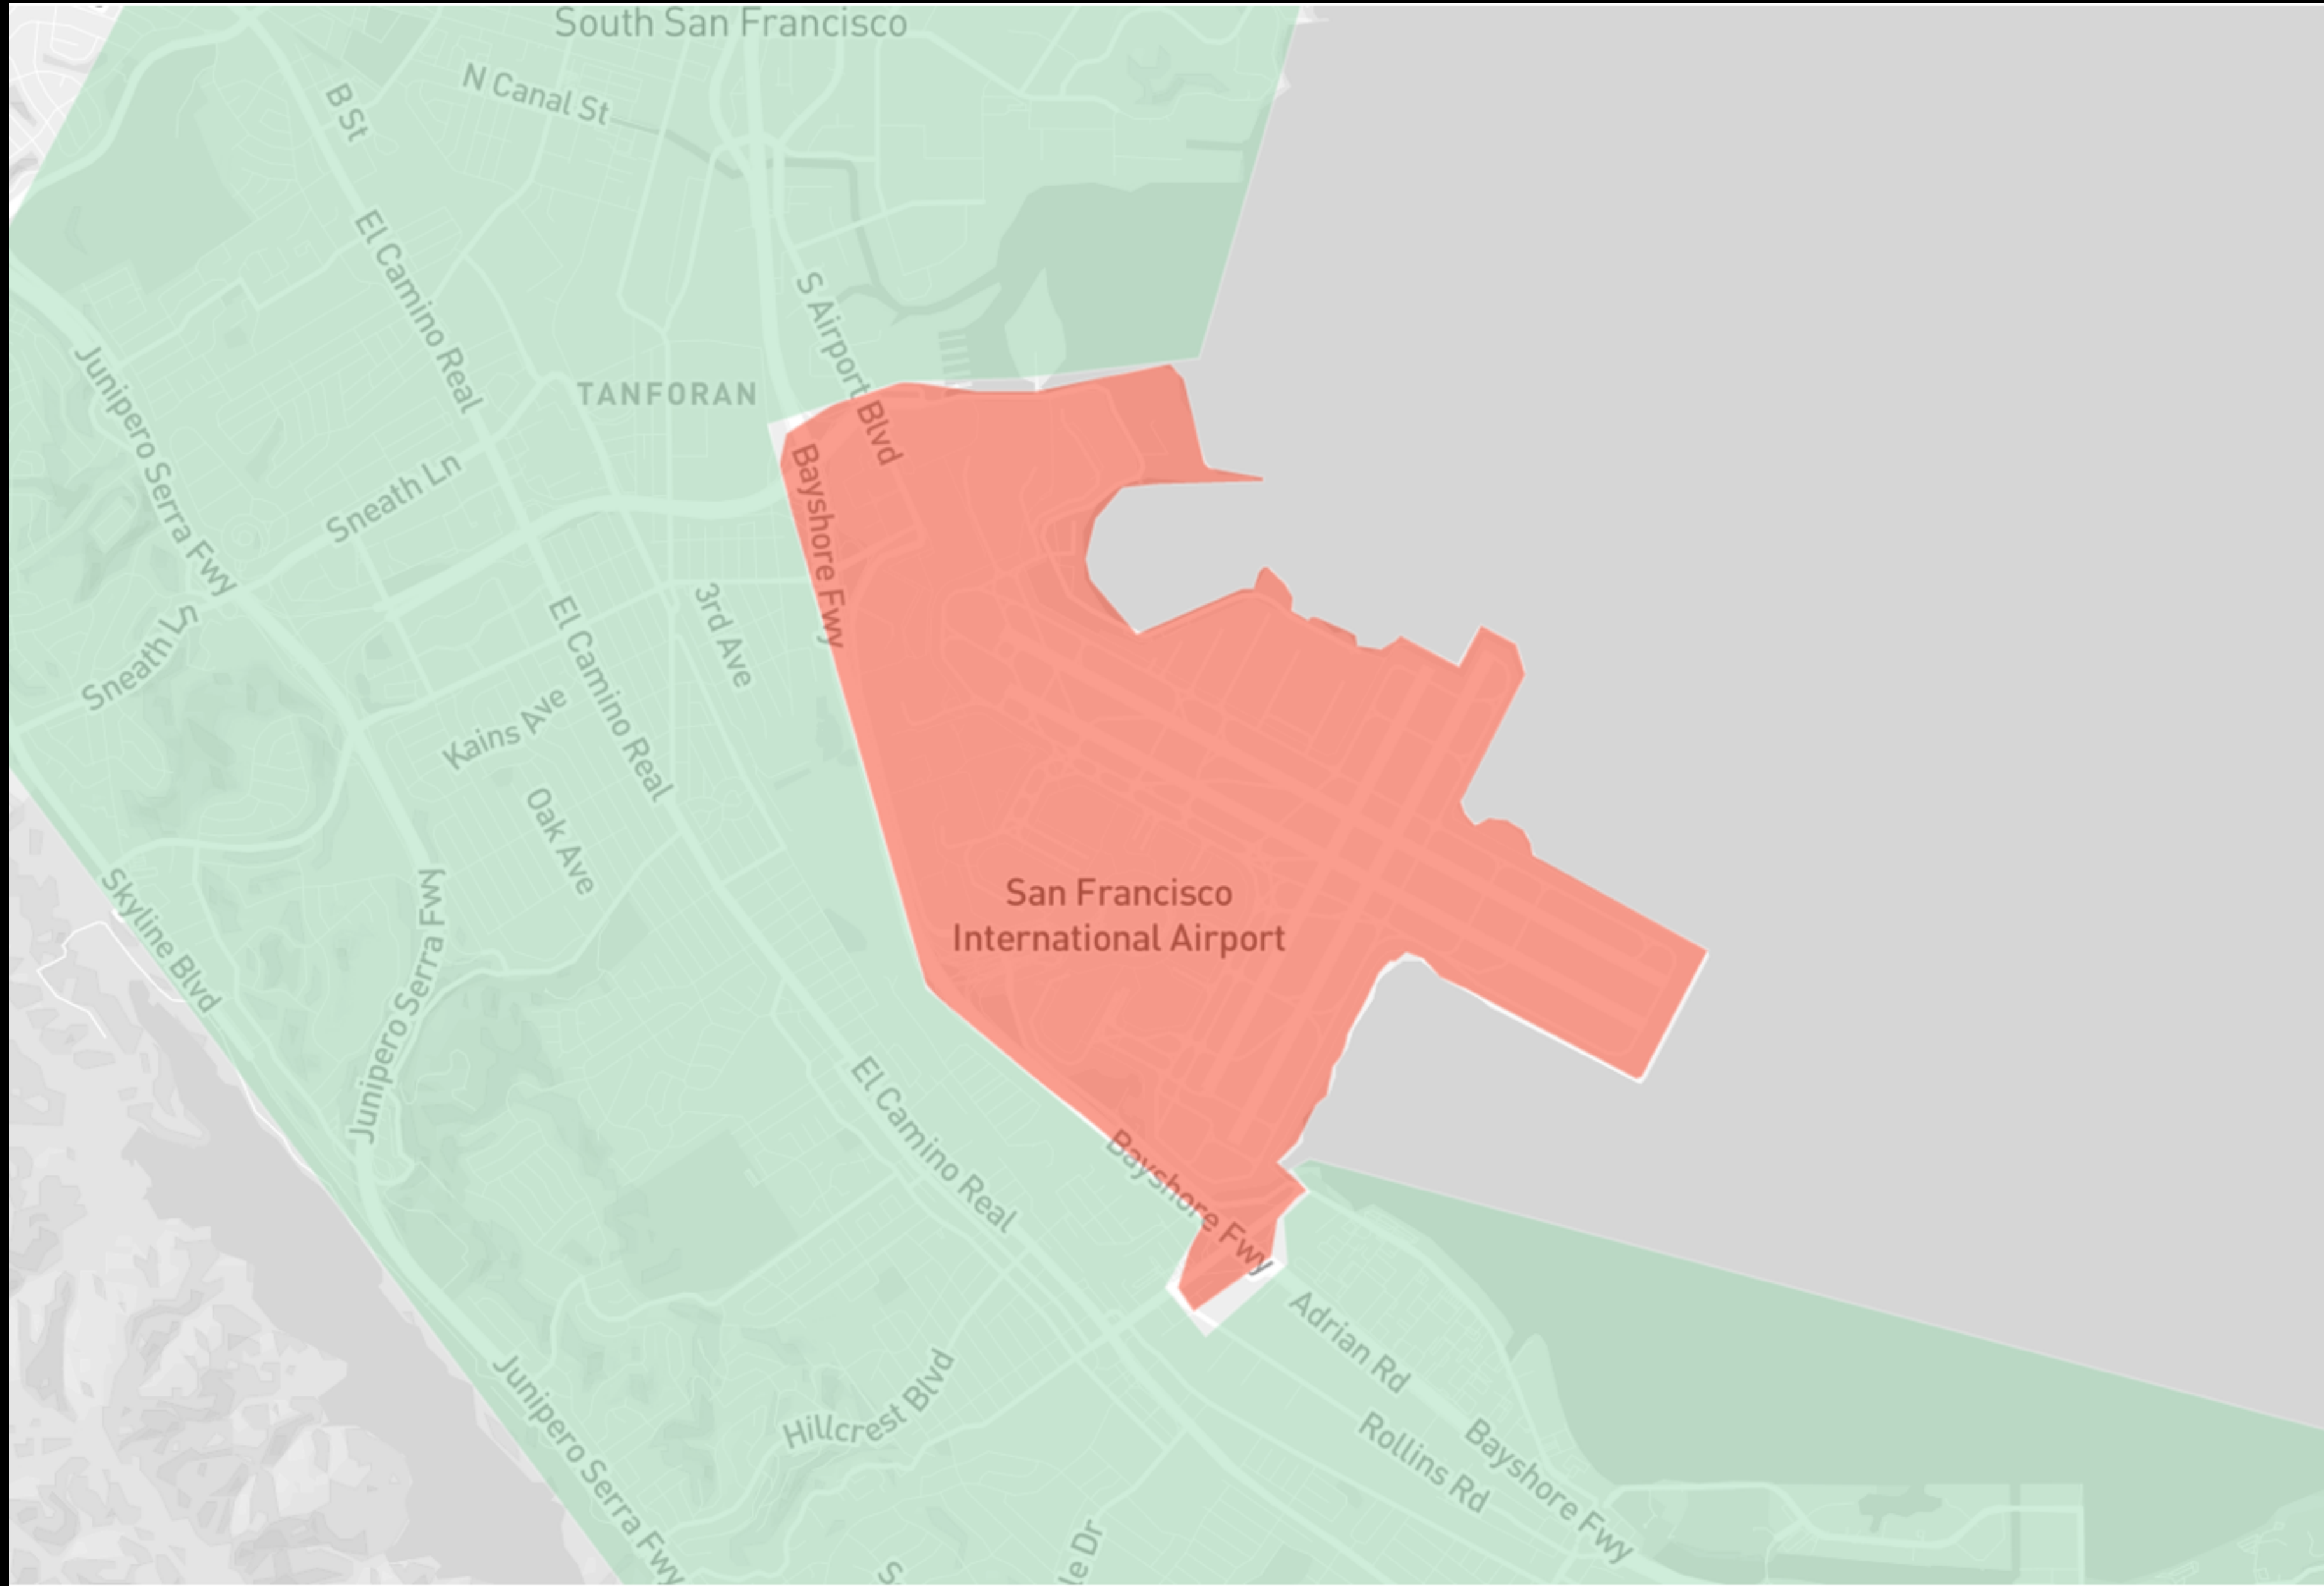 South San Francisco
N Canal St
B St
El Camino Real
S Airport Blvd
Junipero Serra Fwy
TANFORAN
Sneath Ln
Bayshore Fwy
Sneath Ln
3rd Ave
El Camino Real
Kains Ave
Oak Ave
Skyline Blvd
Junipero Serra Fwy
San Francisco
International Airport
El Camino Real
Bayshore Fwy
Adrian Rd
Hillcrest Blvd
Junipero Serra Fwy
Rollins Rd
Bayshore Fwy
le Dr
S